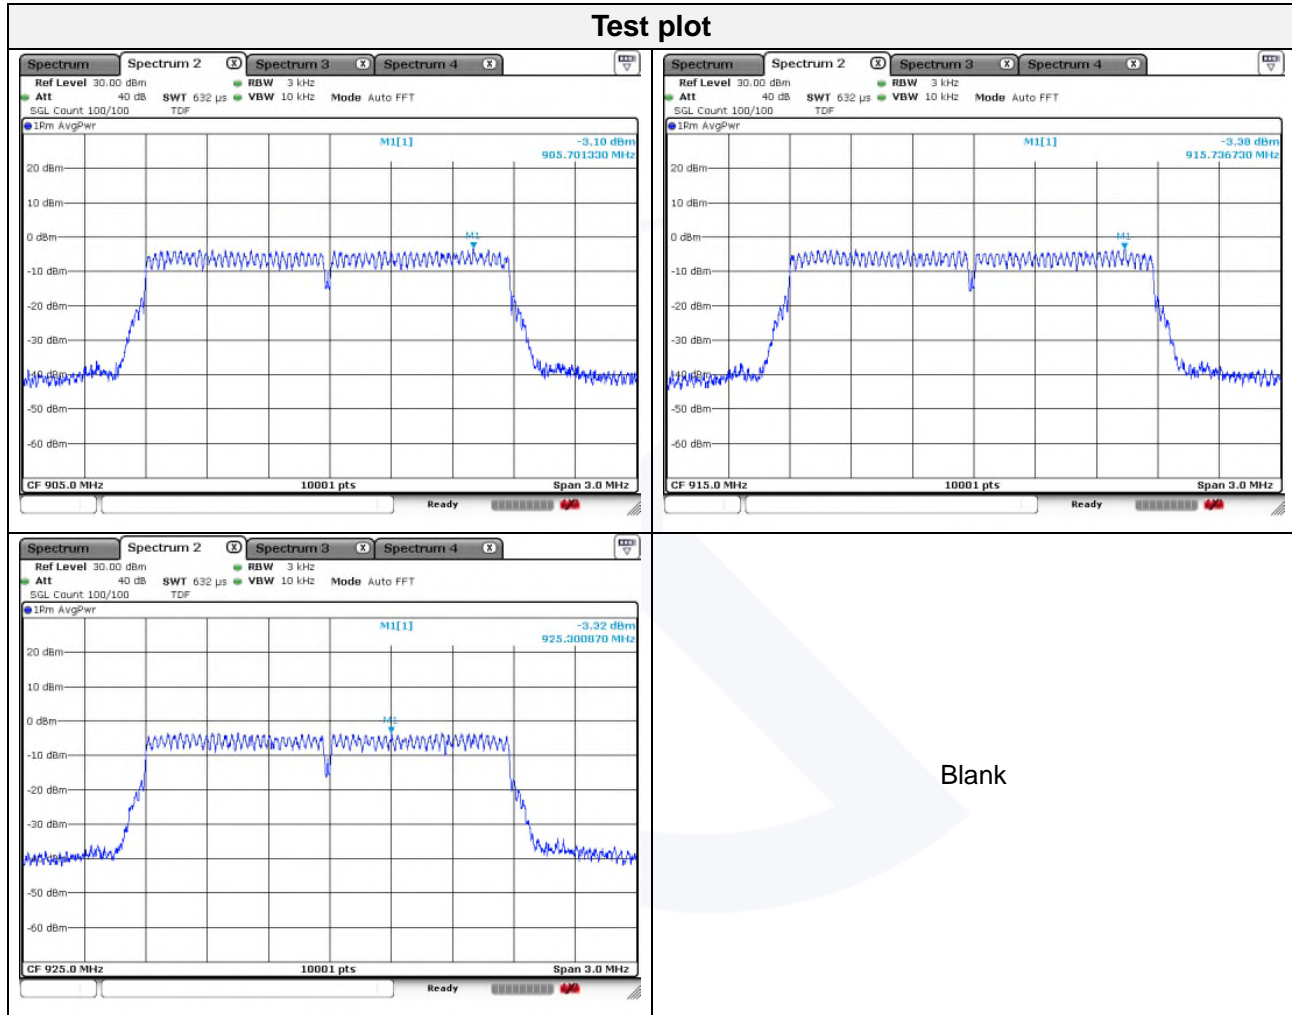 Test plot
Spectrum Spectrum 2 X Spectrum 3 X Spectrum 4 X
Ref Level 30.00 dBm RBW 3 kHz
Att 40 dB SWT 632 µs VBW 10 kHz Mode Auto FFT
SGL Count 100/100 TDF
1Rm AvgPwr
M1[1] -3.10 dBm
905.701330 MHz
20 dBm
10 dBm
0 dBm
M1
-10 dBm
-20 dBm
-30 dBm
-40 dBm
-50 dBm
-60 dBm
CF 905.0 MHz 10001 pts Span 3.0 MHz
Ready
Spectrum Spectrum 2 X Spectrum 3 X Spectrum 4 X
Ref Level 30.00 dBm RBW 3 kHz
Att 40 dB SWT 632 µs VBW 10 kHz Mode Auto FFT
SGL Count 100/100 TDF
1Rm AvgPwr
M1[1] -3.38 dBm
915.736730 MHz
20 dBm
10 dBm
0 dBm
M1
-10 dBm
-20 dBm
-30 dBm
-40 dBm
-50 dBm
-60 dBm
CF 915.0 MHz 10001 pts Span 3.0 MHz
Ready
Spectrum Spectrum 2 X Spectrum 3 X Spectrum 4 X
Ref Level 30.00 dBm RBW 3 kHz
Att 40 dB SWT 632 µs VBW 10 kHz Mode Auto FFT
SGL Count 100/100 TDF
1Rm AvgPwr
M1[1] -3.32 dBm
925.300870 MHz
20 dBm
10 dBm
0 dBm
M1
-10 dBm
-20 dBm
-30 dBm
-50 dBm
-60 dBm
CF 925.0 MHz 10001 pts Span 3.0 MHz
Ready
Blank